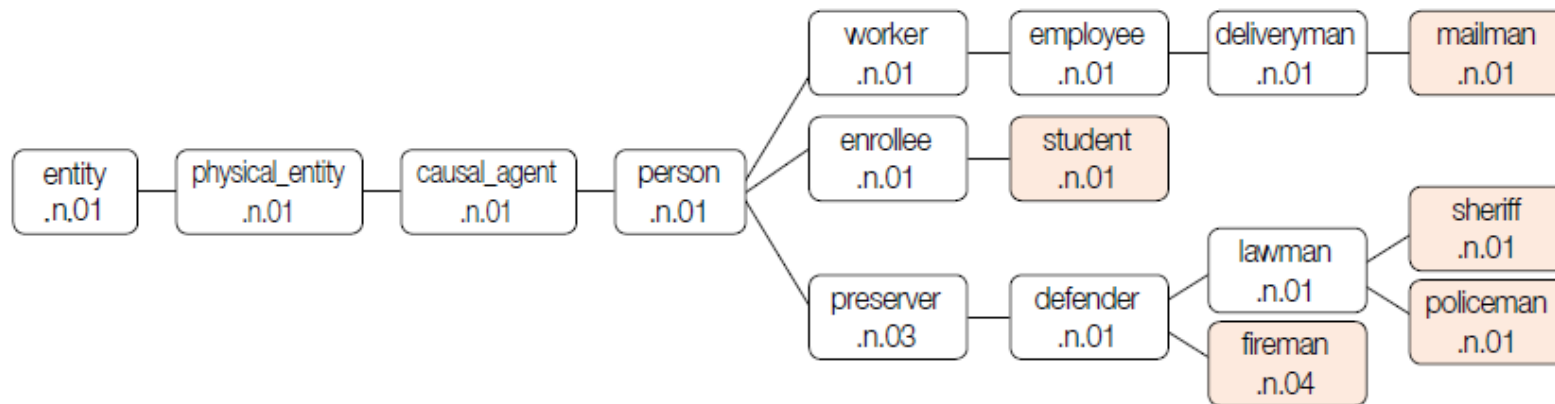 worker
.n.01
employee
.n.01
deliveryman
.n.01
mailman
.n.01
enrollee
.n.01
student
.n.01
entity
.n.01
physical_entity
.n.01
causal_agent
.n.01
person
.n.01
sheriff
.n.01
lawman
.n.01
preserver
.n.03
defender
.n.01
policeman
.n.01
fireman
.n.04